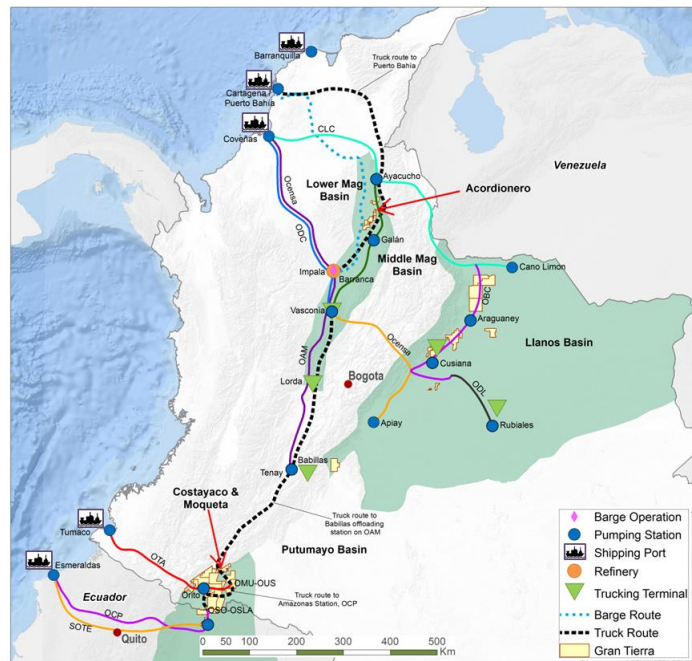 Barranquilla
Truck route to
Puerto Bahía
Cartagena /
Puerto Bahía
Coveñas
CLC
Venezuela
Ayacucho
Lower Mag
Basin
Acordionero
Ocensa
ODC
Galán
Middle Mag
Basin
Impala
Barranca
Cano Limon
OBC
Vasconia
Araguaney
Llanos Basin
Ocensa
OAM
Cusiana
Lorda
Bogota
ODL
Apiay
Rubiales
Babillas
Tenay
Costayaco &
Moqueta
Truck route to
Babillas offloading
station on OAM
Tumaco
Putumayo Basin
OTA
Esmeraldas
OMU-OUS
Orito
Truck route to
Amazonas Station, OCP
Ecuador
OSO-OSLA
OCP
SOTE
Quito
Barge Operation
Pumping Station
Shipping Port
Refinery
Trucking Terminal
Barge Route
Truck Route
Gran Tierra
0 50 100 200 300 400 500
Km